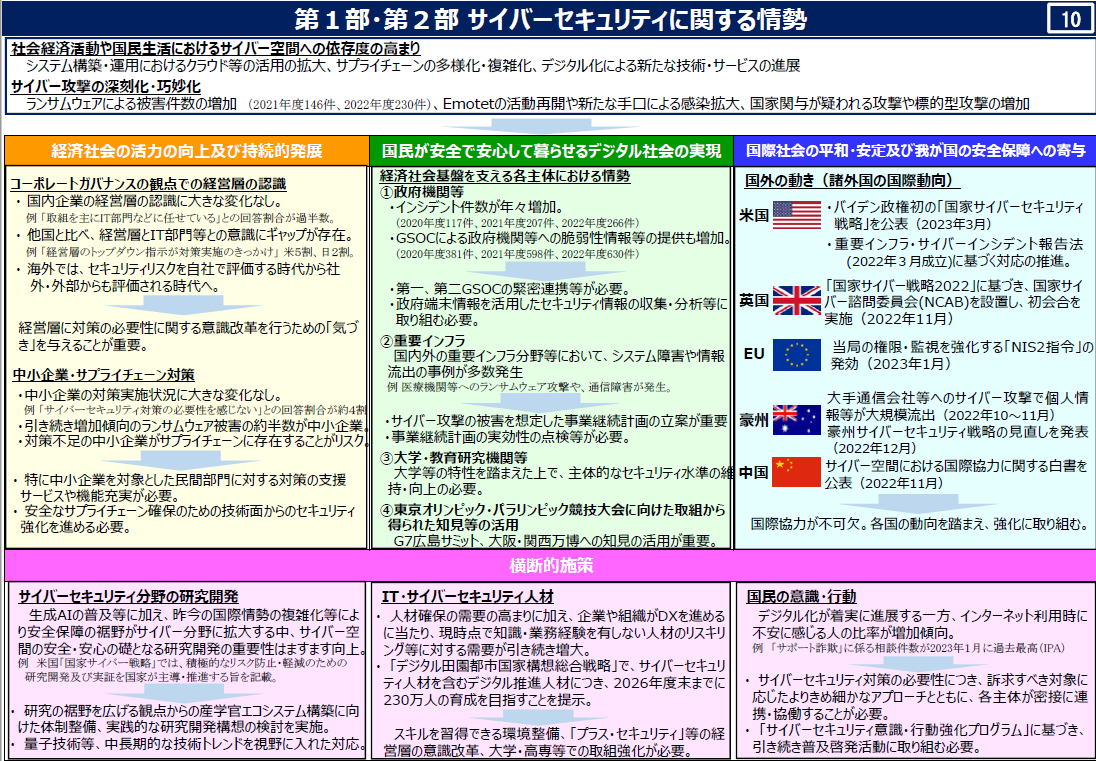 第１部・第２部 サイバーセキュリティに関する情勢
10
社会経済活動や国民生活におけるサイバー空間への依存度の高まり
システム構築・運用におけるクラウド等の活用の拡大、サプライチェーンの多様化・複雑化、デジタル化による新たな技術・サービスの進展
サイバー攻撃の深刻化・巧妙化
ランサムウェアによる被害件数の増加 （2021年度146件、2022年度230件）、Emotetの活動再開や新たな手口による感染拡大、国家関与が疑われる攻撃や標的型攻撃の増加
経済社会の活力の向上及び持続的発展
コーポレートガバナンスの観点での経営層の認識
・ 国内企業の経営層の認識に大きな変化なし。
例 「取組を主にIT部門などに任せている」との回答割合が過半数。
・ 他国と比べ、経営層とIT部門等との意識にギャップが存在。
例 「経営層のトップダウン指示が対策実施のきっかけ」 米5割、日2割。
・ 海外では、セキュリティリスクを自社で評価する時代から社
外・外部からも評価される時代へ。
経営層に対策の必要性に関する意識改革を行うための「気づ
き」を与えることが重要。
中小企業・サプライチェーン対策
・中小企業の対策実施状況に大きな変化なし。
例 「サイバーセキュリティ対策の必要性を感じない」との回答割合が約4割
・引き続き増加傾向のランサムウェア被害の約半数が中小企業。
・対策不足の中小企業がサプライチェーンに存在することがリスク。
・ 特に中小企業を対象とした民間部門に対する対策の支援
サービスや機能充実が必要。
・ 安全なサプライチェーン確保のための技術面からのセキュリティ
強化を進める必要。
国民が安全で安心して暮らせるデジタル社会の実現
経済社会基盤を支える各主体における情勢
①政府機関等
・インシデント件数が年々増加。
（2020年度117件、2021年度207件、2022年度266件）
・GSOCによる政府機関等への脆弱性情報等の提供も増加。
（2020年度381件、2021年度598件、2022年度630件）
・第一、第二GSOCの緊密連携等が必要。
・政府端末情報を活用したセキュリティ情報の収集・分析等に
取り組む必要。
②重要インフラ
国内外の重要インフラ分野等において、システム障害や情報
流出の事例が多数発生
例 医療機関等へのランサムウェア攻撃や、通信障害が発生。
・サイバー攻撃の被害を想定した事業継続計画の立案が重要
・事業継続計画の実効性の点検等が必要。
③大学・教育研究機関等
大学等の特性を踏まえた上で、主体的なセキュリティ水準の維
持・向上の必要。
④東京オリンピック・パラリンピック競技大会に向けた取組から
得られた知見等の活用
G7広島サミット、大阪・関西万博への知見の活用が重要。
国際社会の平和・安定及び我が国の安全保障への寄与
国外の動き（諸外国の国際動向）
米国
・バイデン政権初の「国家サイバーセキュリティ
戦略」を公表（2023年３月）
・重要インフラ・サイバーインシデント報告法
(2022年３月成立)に基づく対応の推進。
英国
「国家サイバー戦略2022」に基づき、国家サイ
バー諮問委員会(NCAB)を設置し、初会合を
実施（2022年11月）
EU
当局の権限・監視を強化する「NIS2指令」の
発効（2023年1月）
豪州
大手通信会社等へのサイバー攻撃で個人情
報等が大規模流出（2022年10～11月）
豪州サイバーセキュリティ戦略の見直しを発表
（2022年12月）
中国
サイバー空間における国際協力に関する白書を
公表（2022年11月）
国際協力が不可欠。各国の動向を踏まえ、強化に取り組む。
横断的施策
サイバーセキュリティ分野の研究開発
生成AIの普及等に加え、昨今の国際情勢の複雑化等によ
り安全保障の裾野がサイバー分野に拡大する中、サイバー空
間の安全・安心の礎となる研究開発の重要性はますます向上。
例 米国「国家サイバー戦略」では、積極的なリスク防止・軽減のための
研究開発及び実証を国家が主導・推進する旨を記載。
・ 研究の裾野を広げる観点からの産学官エコシステム構築に向
けた体制整備、実践的な研究開発構想の検討を実施。
・ 量子技術等、中長期的な技術トレンドを視野に入れた対応。
IT・サイバーセキュリティ人材
・ 人材確保の需要の高まりに加え、企業や組織がDXを進める
に当たり、現時点で知識・業務経験を有しない人材のリスキリ
ング等に対する需要が引き続き増大。
・ 「デジタル田園都市国家構想総合戦略」で、サイバーセキュリ
ティ人材を含むデジタル推進人材につき、2026年度末までに
230万人の育成を目指すことを提示。
スキルを習得できる環境整備、「プラス・セキュリティ」等の経
営層の意識改革、大学・高専等での取組強化が必要。
国民の意識・行動
デジタル化が着実に進展する一方、インターネット利用時に
不安に感じる人の比率が増加傾向。
例 「サポート詐欺」に係る相談件数が2023年１月に過去最高（IPA）
・ サイバーセキュリティ対策の必要性につき、訴求すべき対象に
応じたよりきめ細かなアプローチとともに、各主体が密接に連
携・協働することが必要。
・ 「サイバーセキュリティ意識・行動強化プログラム」に基づき、
引き続き普及啓発活動に取り組む必要。